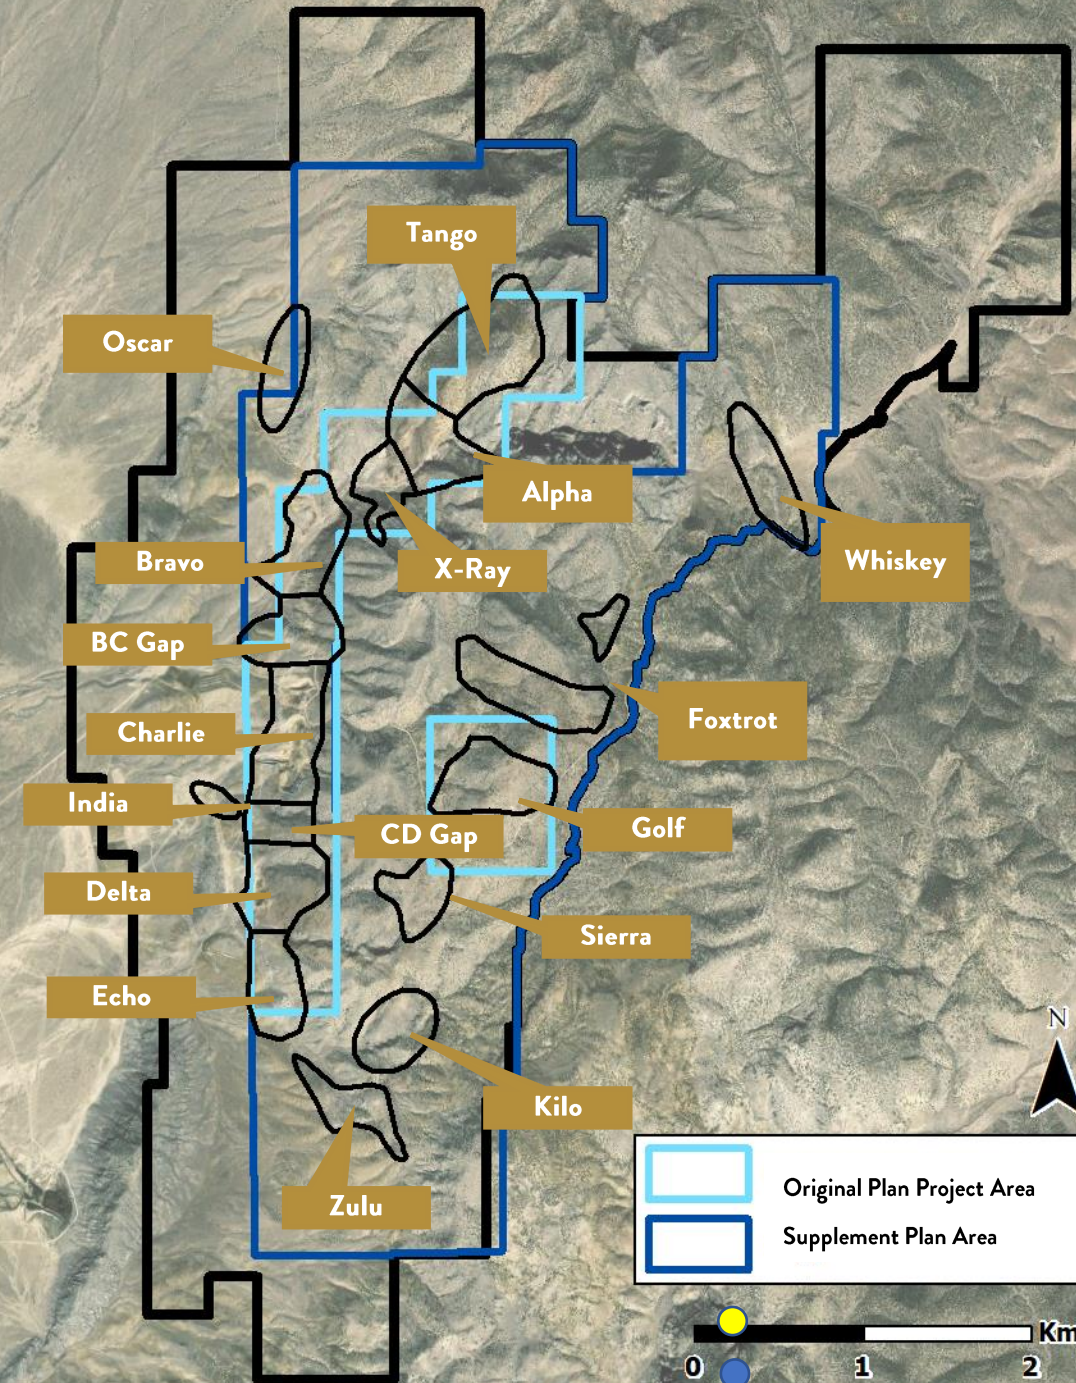 Tango
Oscar
Alpha
Bravo
X-Ray
Whiskey
BC Gap
Foxtrot
Charlie
India
CD Gap
Golf
Delta
Sierra
Echo
N
Kilo
Zulu
Original Plan Project Area
Supplement Plan Area
Km
0 1 2